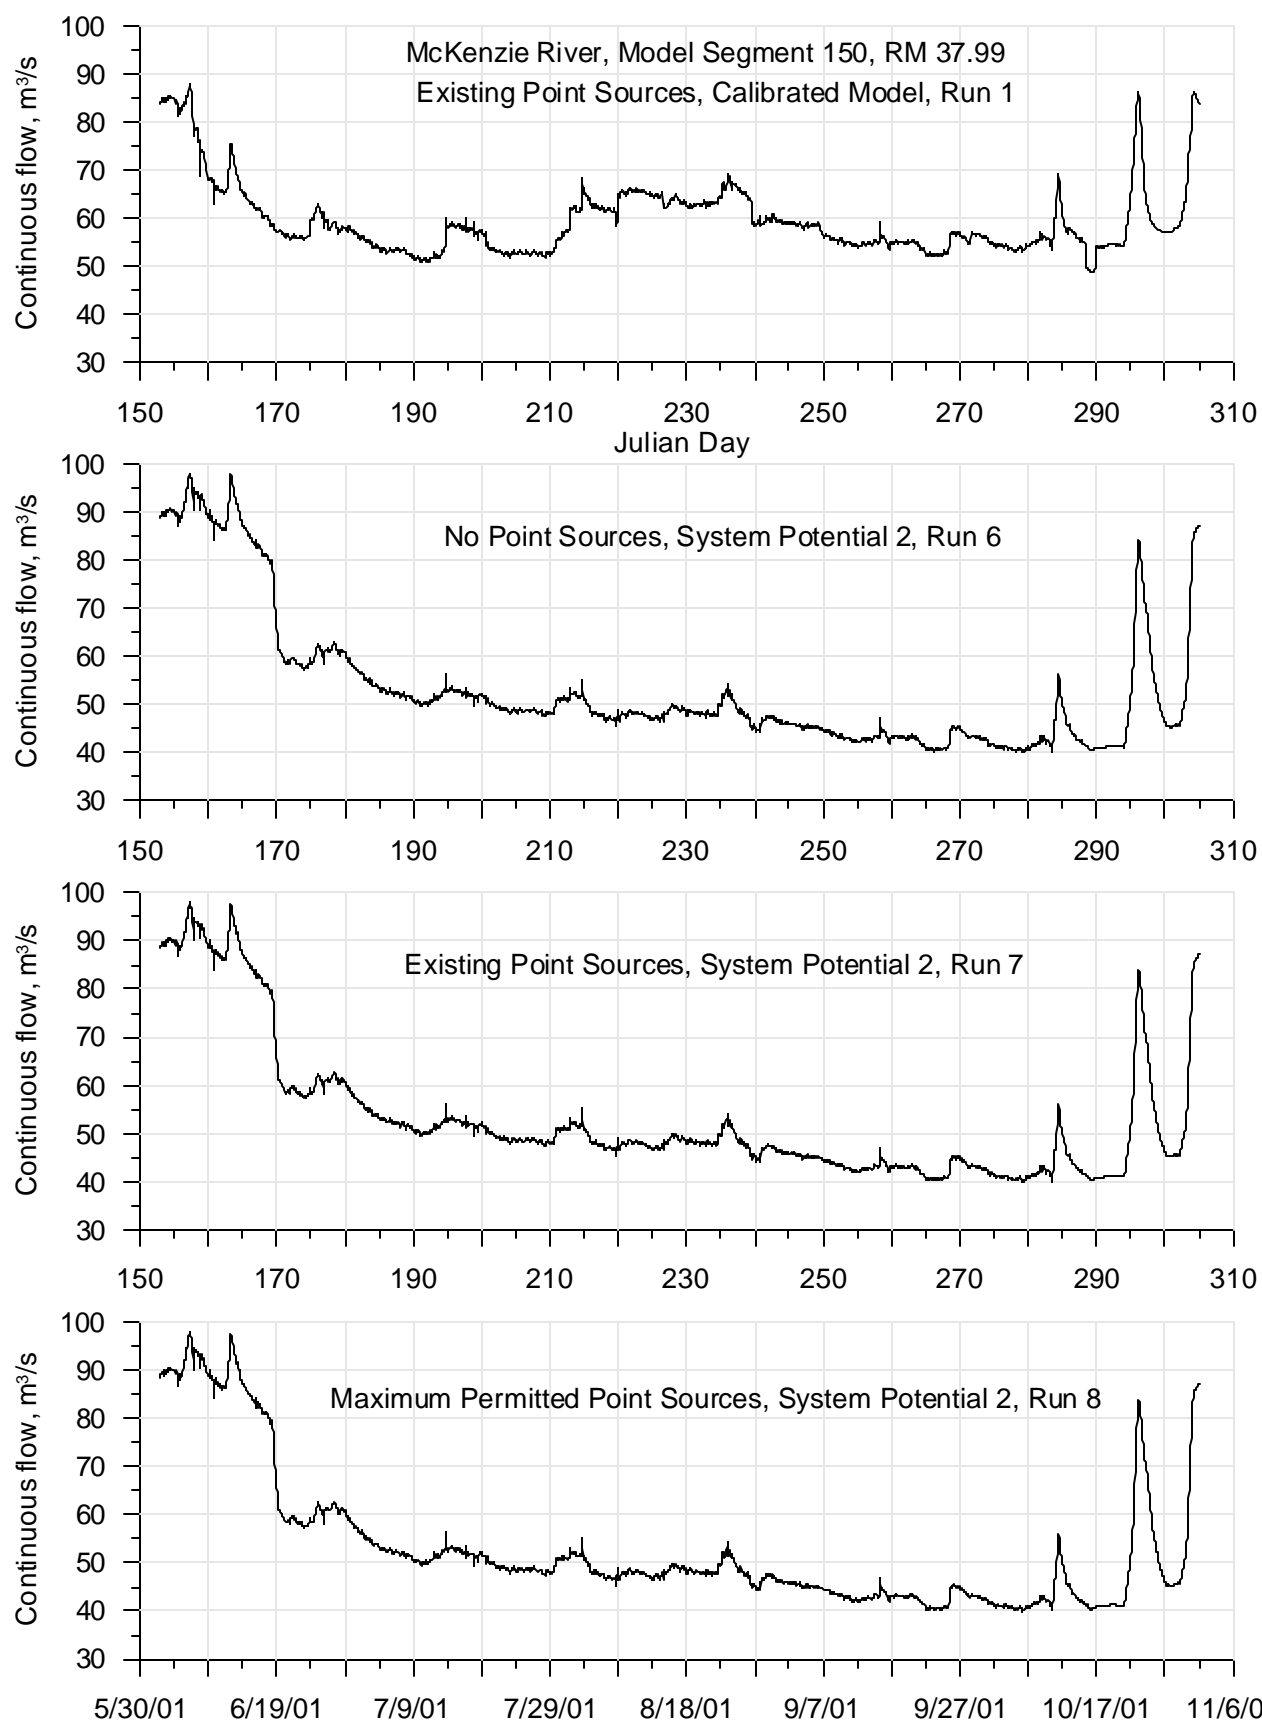 100
90
80
70
60
50
40
30
Continuous flow, m³/s
McKenzie River, Model Segment 150, RM 37.99
Existing Point Sources, Calibrated Model, Run 1
150 170 190 210 230 250 270 290 310
Julian Day
100
90
80
70
60
50
40
30
Continuous flow, m³/s
No Point Sources, System Potential 2, Run 6
150 170 190 210 230 250 270 290 310
100
90
80
70
60
50
40
30
Continuous flow, m³/s
Existing Point Sources, System Potential 2, Run 7
150 170 190 210 230 250 270 290 310
100
90
80
70
60
50
40
30
Continuous flow, m³/s
Maximum Permitted Point Sources, System Potential 2, Run 8
5/30/01 6/19/01 7/9/01 7/29/01 8/18/01 9/7/01 9/27/01 10/17/01 11/6/0